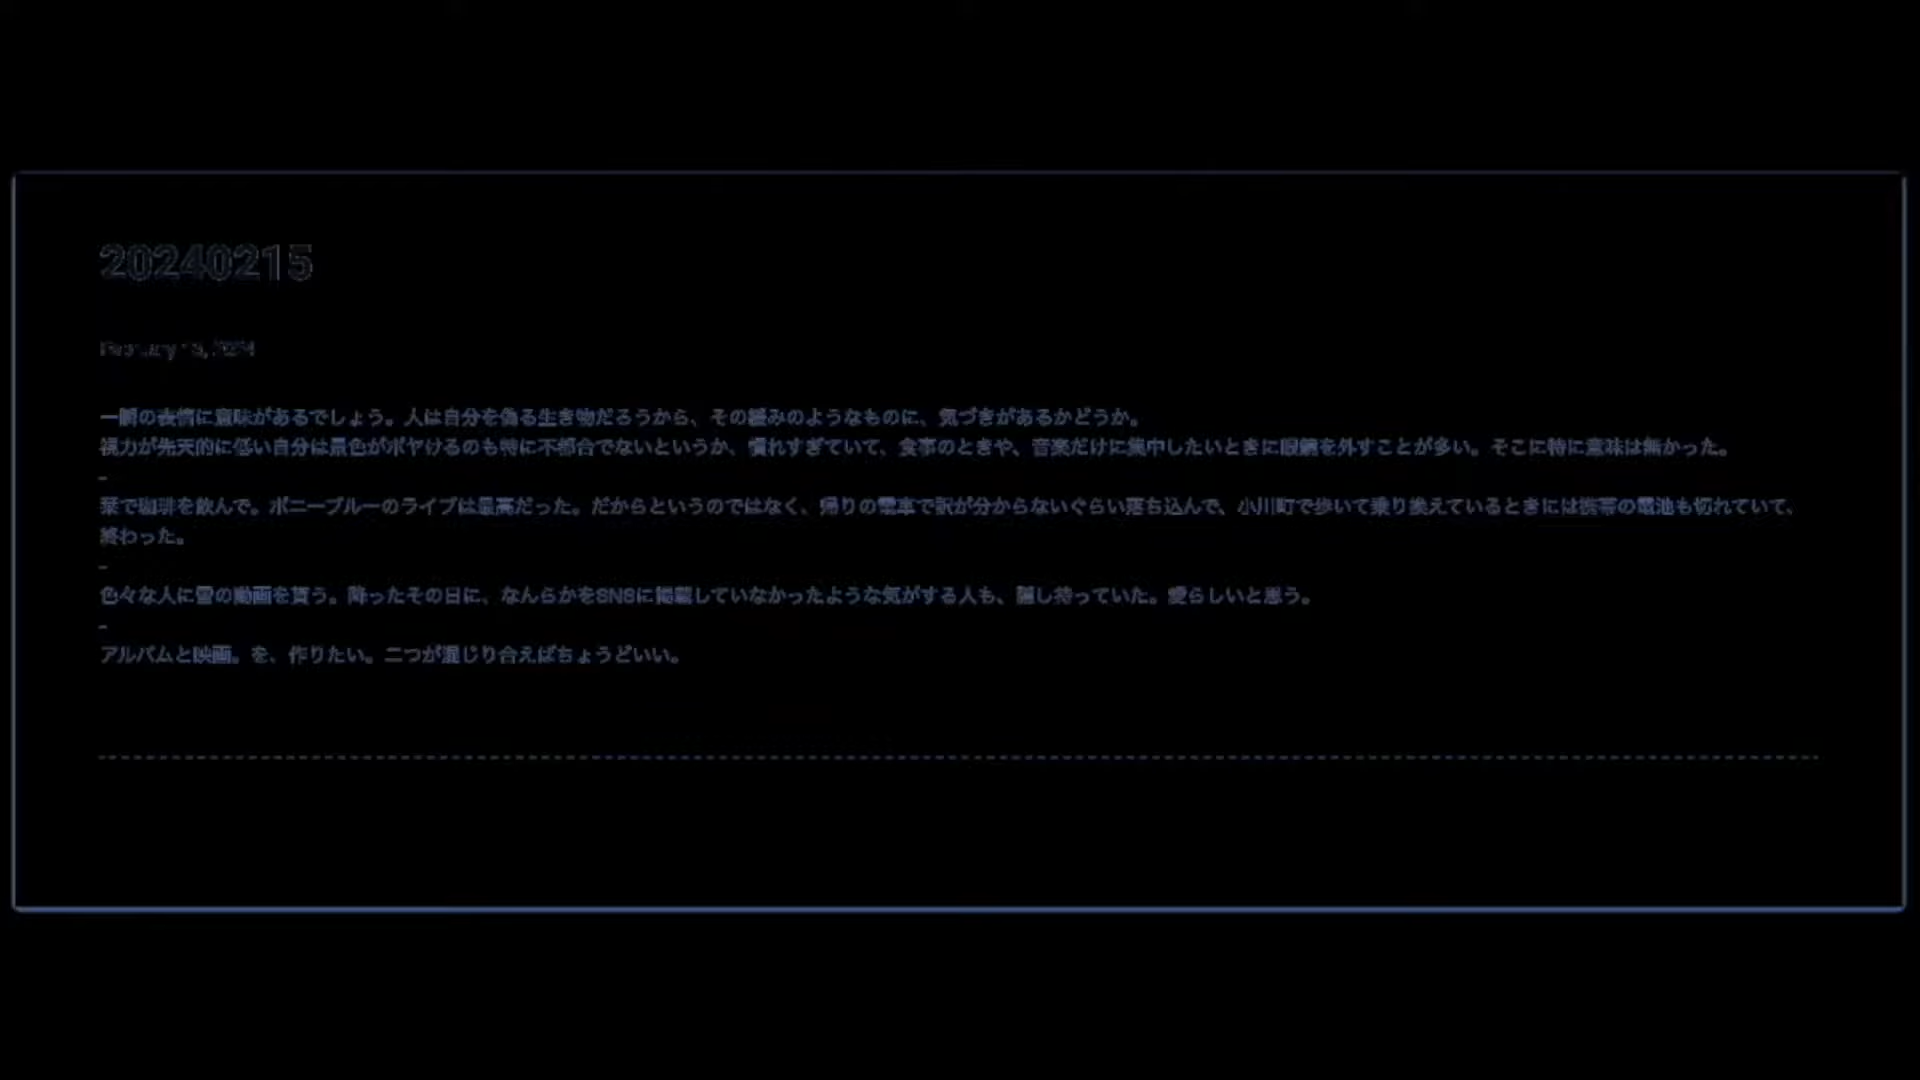 20240215
February 15, 2024
一瞬の表情に意味があるでしょう。人は自分を偽る生き物だろうから、その緩みのようなものに、気づきがあるかどうか。
視力が先天的に低い自分は景色がボヤけるのも特に不都合でないというか、慣れすぎていて、食事のときや、音楽だけに集中したいときに眼鏡を外すことが多い。そこに特に意味は無かった。
-
栞で珈琲を飲んで。ポニーブルーのライブは最高だった。だからというのではなく、帰りの電車で訳が分からないぐらい落ち込んで、小川町で歩いて乗り換えているときには携帯の電池も切れていて、
終わった。
-
色々な人に雪の動画を貰う。降ったその日に、なんらかをSNSに掲載していなかったような気がする人も、隠し持っていた。愛らしいと思う。
-
アルバムと映画。を、作りたい。二つが混じり合えばちょうどいい。